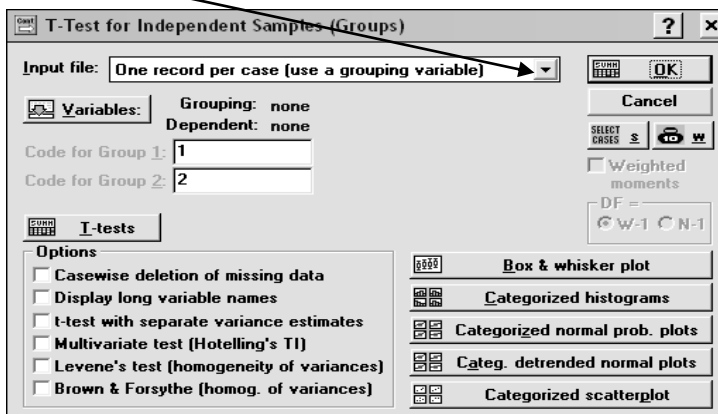 T-Test for Independent Samples (Groups) ? ×
Input file: One record per case (use a grouping variable)
SUMM OK
Variables: Grouping: none
Dependent: none
Cancel
SELECT CASES S W
Code for Group 1: 1
Code for Group 2: 2
Weighted moments
DF =
W-1 N-1
SUMM T-tests
Options
Casewise deletion of missing data
Display long variable names
t-test with separate variance estimates
Multivariate test (Hotelling's TI)
Levene's test (homogeneity of variances)
Brown & Forsythe (homog. of variances)
Box & whisker plot
Categorized histograms
Categorized normal prob. plots
Categ. detrended normal plots
Categorized scatterplot